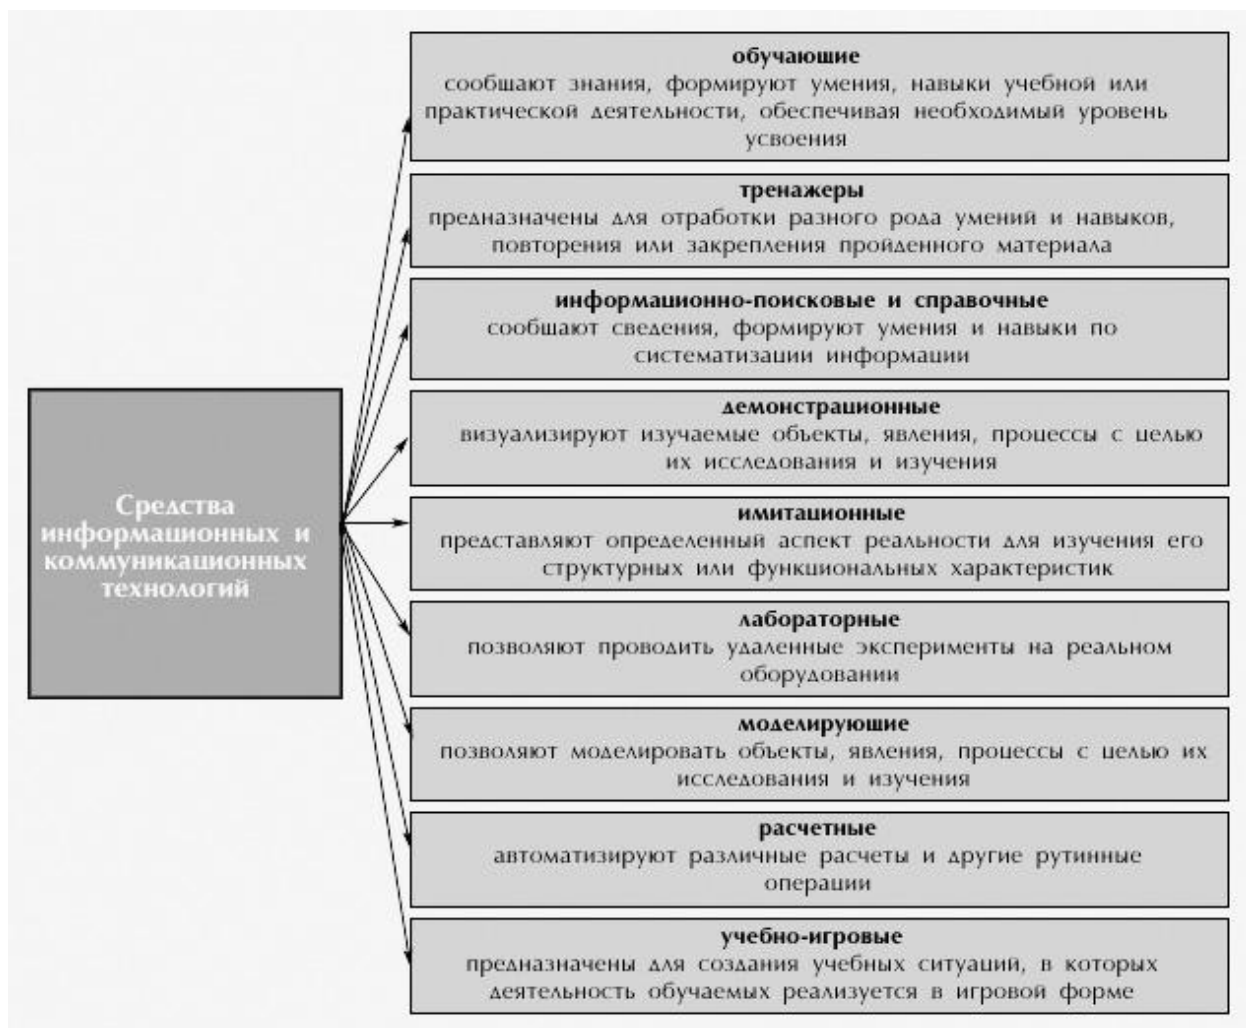 обучающие
сообщают знания, формируют умения, навыки учебной или
практической деятельности, обеспечивая необходимый уровень
усвоения
тренажеры
предназначены для отработки разного рода умений и навыков,
повторения или закрепления пройденного материала
информационно-поисковые и справочные
сообщают сведения, формируют умения и навыки по
систематизации информации
демонстрационные
визуализируют изучаемые объекты, явления, процессы с целью
их исследования и изучения
Средства
информационных и
коммуникационных
технологий
имитационные
представляют определенный аспект реальности для изучения его
структурных или функциональных характеристик
лабораторные
позволяют проводить удаленные эксперименты на реальном
оборудовании
моделирующие
позволяют моделировать объекты, явления, процессы с целью их
исследования и изучения
расчетные
автоматизируют различные расчеты и другие рутинные
операции
учебно-игровые
предназначены для создания учебных ситуаций, в которых
деятельность обучаемых реализуется в игровой форме